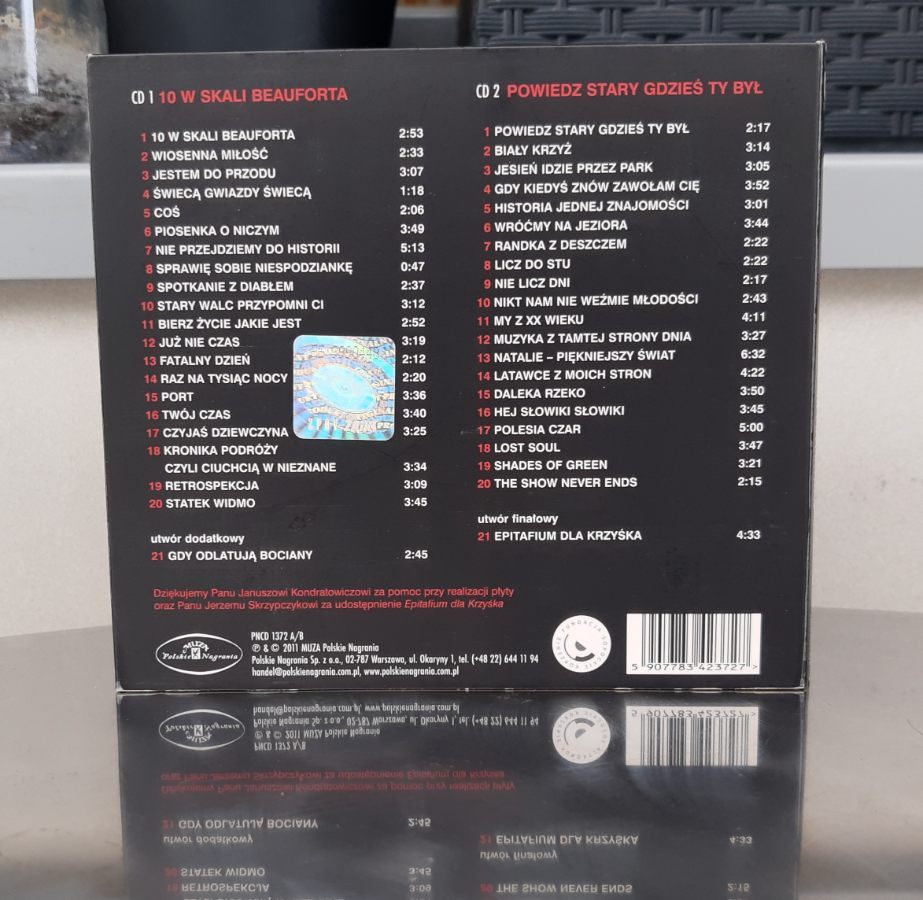 CD 1 10 W SKALI BEAUFORTA
1 10 W SKALI BEAUFORTA 2:53
2 WIOSENNA MIŁOŚĆ 2:33
3 JESTEM DO PRZODU 3:07
4 ŚWIECĄ GWIAZDY ŚWIECĄ 1:18
5 COŚ 2:06
6 PIOSENKA O NICZYM 3:49
7 NIE PRZEJDZIEMY DO HISTORII 5:13
8 SPRAWIĘ SOBIE NIESPODZIANKĘ 0:47
9 SPOTKANIE Z DIABŁEM 2:37
10 STARY WALC PRZYPOMNI CI 3:12
11 BIERZ ŻYCIE JAKIE JEST 2:52
12 JUŻ NIE CZAS 3:19
13 FATALNY DZIEŃ 2:12
14 RAZ NA TYSIĄC NOCY 2:20
15 PORT 3:36
16 TWÓJ CZAS 3:40
17 CZYJAŚ DZIEWCZYNA 3:25
18 KRONIKA PODRÓŻY
CZYLI CIUCHCIĄ W NIEZNANE 3:34
19 RETROSPEKCJA 3:09
20 STATEK WIDMO 3:45
utwór dodatkowy
21 GDY ODLATUJĄ BOCIANY 2:45
CD 2 POWIEDZ STARY GDZIEŚ TY BYŁ
1 POWIEDZ STARY GDZIEŚ TY BYŁ 2:17
2 BIAŁY KRZYŻ 3:14
3 JESIEŃ IDZIE PRZEZ PARK 3:05
4 GDY KIEDYŚ ZNÓW ZAWOŁAM CIĘ 3:52
5 HISTORIA JEDNEJ ZNAJOMOŚCI 3:01
6 WRÓĆMY NA JEZIORA 3:44
7 RANDKA Z DESZCZEM 2:22
8 LICZ DO STU 2:22
9 NIE LICZ DNI 2:17
10 NIKT NAM NIE WEŹMIE MŁODOŚCI 2:43
11 MY Z XX WIEKU 4:11
12 MUZYKA Z TAMTEJ STRONY DNIA 3:27
13 NATALIE – PIĘKNIEJSZY ŚWIAT 6:32
14 LATAWCE Z MOICH STRON 4:22
15 DALEKA RZEKO 3:50
16 HEJ SŁOWIKI SŁOWIKI 3:45
17 POLESIA CZAR 5:00
18 LOST SOUL 3:47
19 SHADES OF GREEN 3:21
20 THE SHOW NEVER ENDS 2:15
utwór finałowy
21 EPITAFIUM DLA KRZYŚKA 4:33
Dziękujemy Panu Januszowi Kondratowiczowi za pomoc przy realizacji płyty
oraz Panu Jerzemu Skrzypczykowi za udostępnienie Epitafium dla Krzyśka
MUZA
Polskie Nagrania
PNCD 1372 A/B
℗ & © 2011 MUZA Polskie Nagrania
Polskie Nagrania Sp. z o.o., 02-787 Warszawa, ul. Okaryny 1, tel. (+48 22) 644 11 94
handel@polskienagrania.com.pl, www.polskienagrania.com.pl
5 907783 423727 >